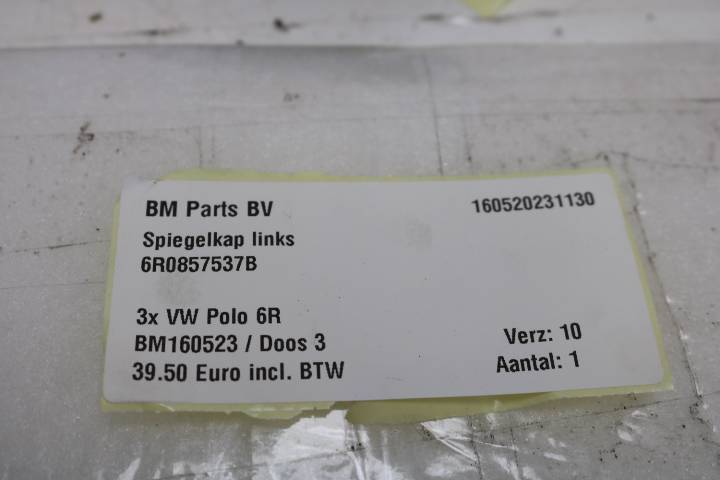 BM Parts BV
160520231130
Spiegelkap links
6R0857537B
3x VW Polo 6R
BM160523 / Doos 3
39.50 Euro incl. BTW
Verz: 10
Aantal: 1